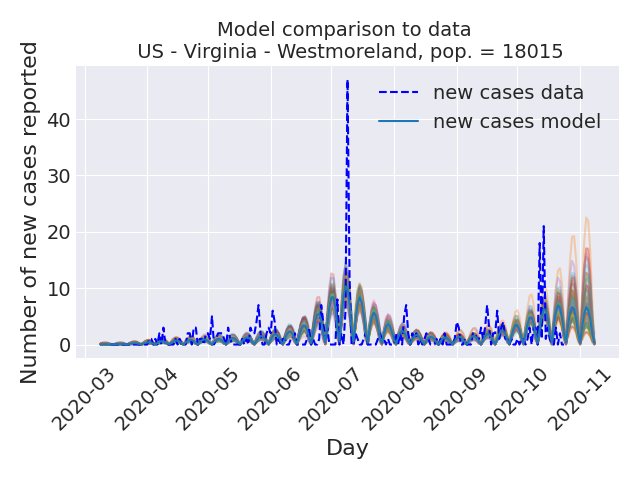 Model comparison to data
US - Virginia - Westmoreland, pop. = 18015
Number of new cases reported
40
30
20
10
0
new cases data
new cases model
2020-03
2020-04
2020-05
2020-06
2020-07
2020-08
2020-09
2020-10
2020-11
Day